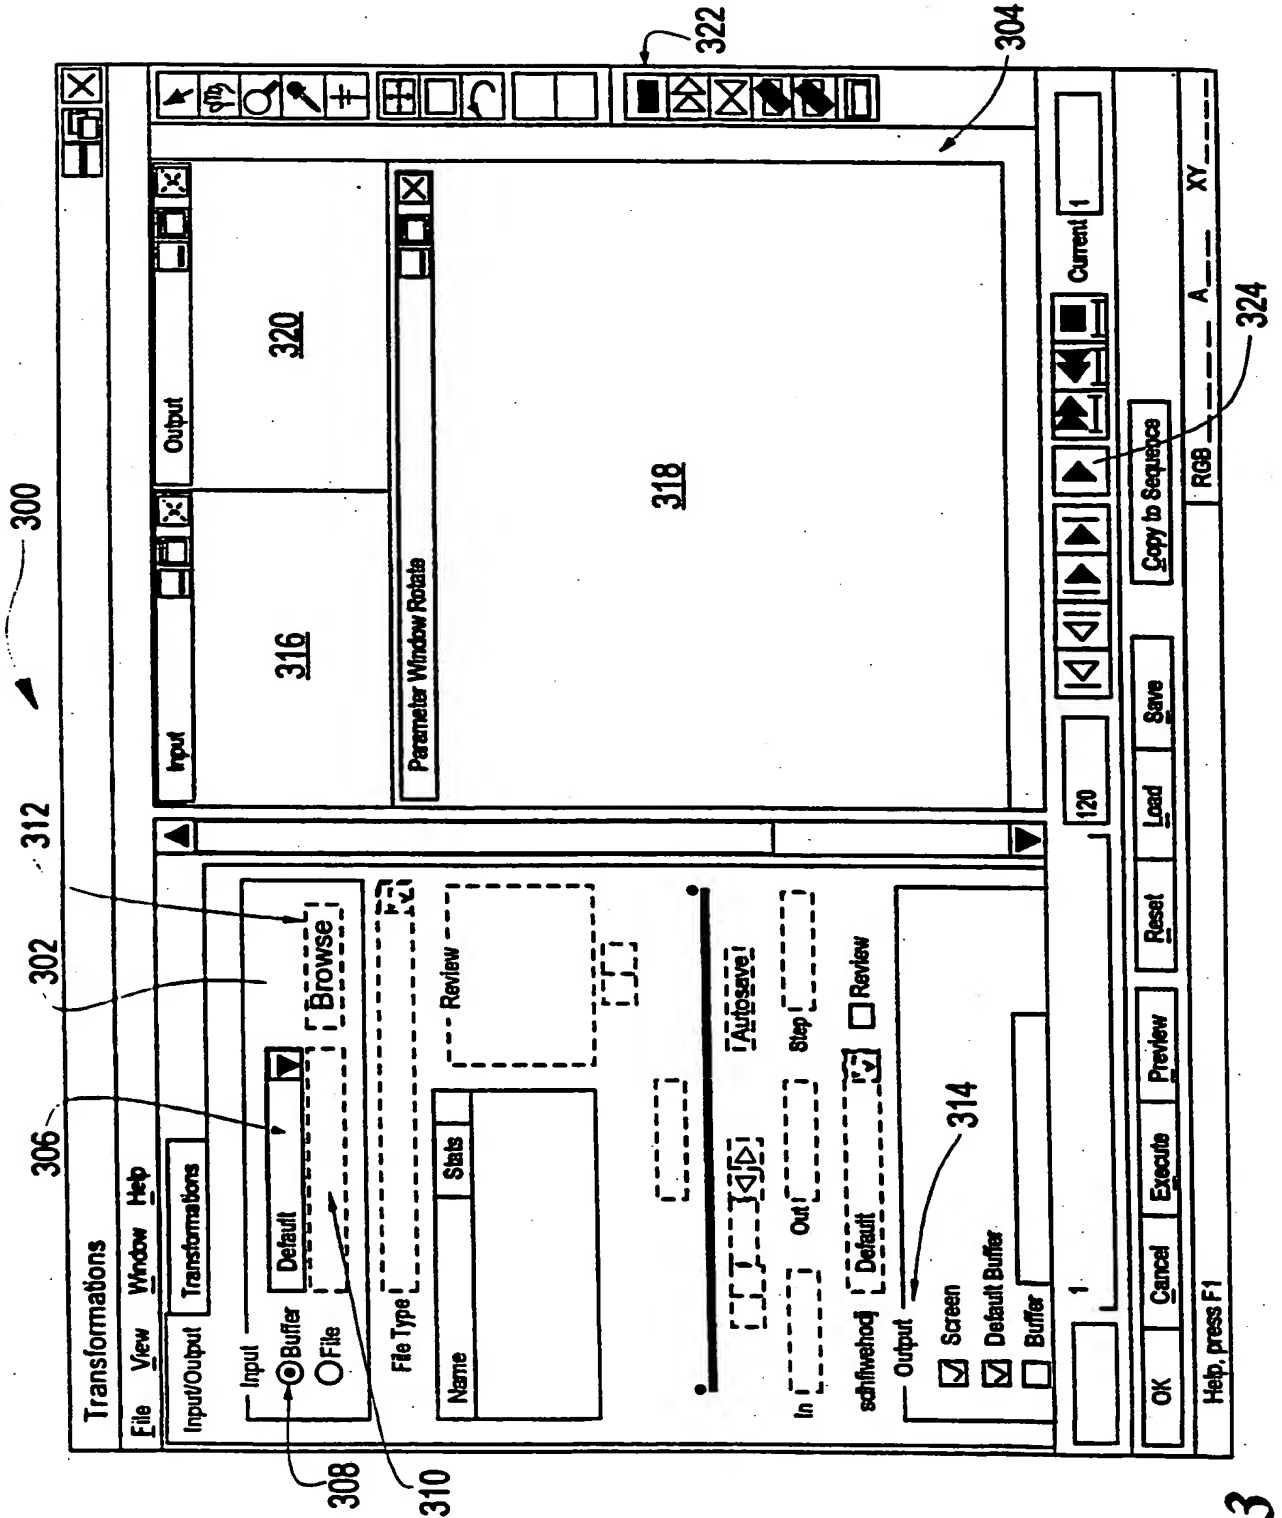 300
Transformations
File View Window Help
Input/Output Transformations
Input
Buffer
Default
File
Browse
File Type
Name Stats
Review
Autosave
In Out Step
sdhfiwehodj Default Review
Output
Screen
Default Buffer
Buffer
Input
Output
316
320
Parameter Window Rotate
318
1 120
Current 1
OK Cancel Execute Preview Reset Load Save Copy to Sequence
Help, press F1
RGB A XY
302
304
306
308
310
312
314
322
324
3